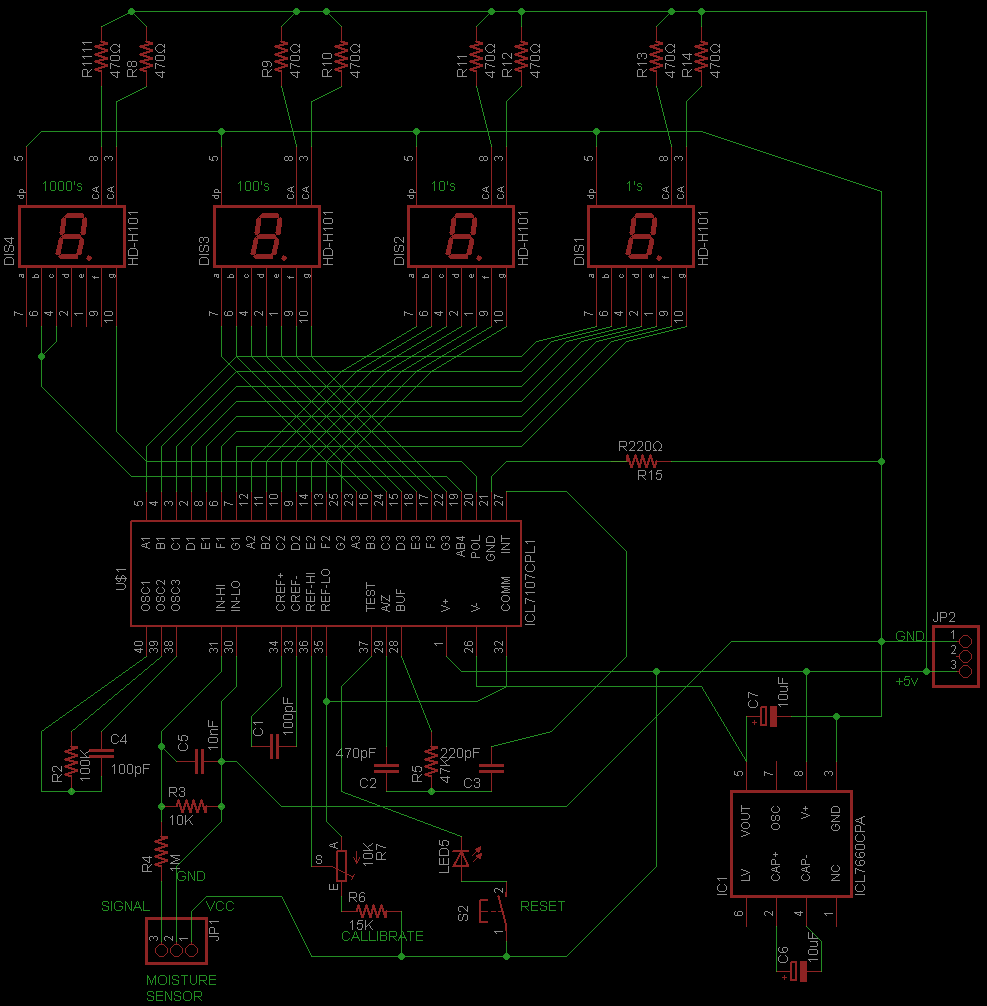 R1111 470Ω R8 470Ω R9 470Ω R10 470Ω R11 470Ω R12 470Ω R13 470Ω R14 470Ω
5 8 3 5 8 3 5 8 3 5 8 3
dp 1000's CA CA dp 100's CA CA dp 10's CA CA dp 1's CA CA
DIS4 8. HD-H101 DIS3 8. HD-H101 DIS2 8. HD-H101 DIS1 8. HD-H101
a b c d e f g a b c d e f g a b c d e f g a b c d e f g
7 6 4 2 1 9 10 7 6 4 2 1 9 10 7 6 4 2 1 9 10 7 6 4 2 1 9 10
R220Ω
R15
5 4 3 2 8 6 7 12 11 10 9 14 13 25 23 16 24 15 18 17 22 19 20 21 27
A1 B1 C1 D1 E1 F1 G1 A2 B2 C2 D2 E2 F2 G2 A3 B3 C3 D3 E3 F3 G3 AB4 POL GND INT
U$1
ICL7107CPL1
OSC1 OSC2 OSC3 IN-HI IN-LO CREF+ CREF- REF-HI REF-LO TEST A/Z BUF V+ V- COMM
40 39 38 31 30 34 33 36 35 37 29 28 1 26 32
JP2
GND 1
2
3
+5v
C7 10uF
+
R2 100K
C4
100pF
C5 10nF
C1 100pF
470pF
C2
R5 47K
220pF
C3
5 7 8 3
VOUT OSC V+ GND
IC1 ICL7660CPA
LV CAP+ CAP- NC
6 2 4 1
R3
10K
R4 1M
GND
A
S
E
10K
R7
LED5
R6
15K
CALLIBRATE
S2
2
1
RESET
SIGNAL VCC
3 2 1
JP1
C6 10uF
+
MOISTURE
SENSOR